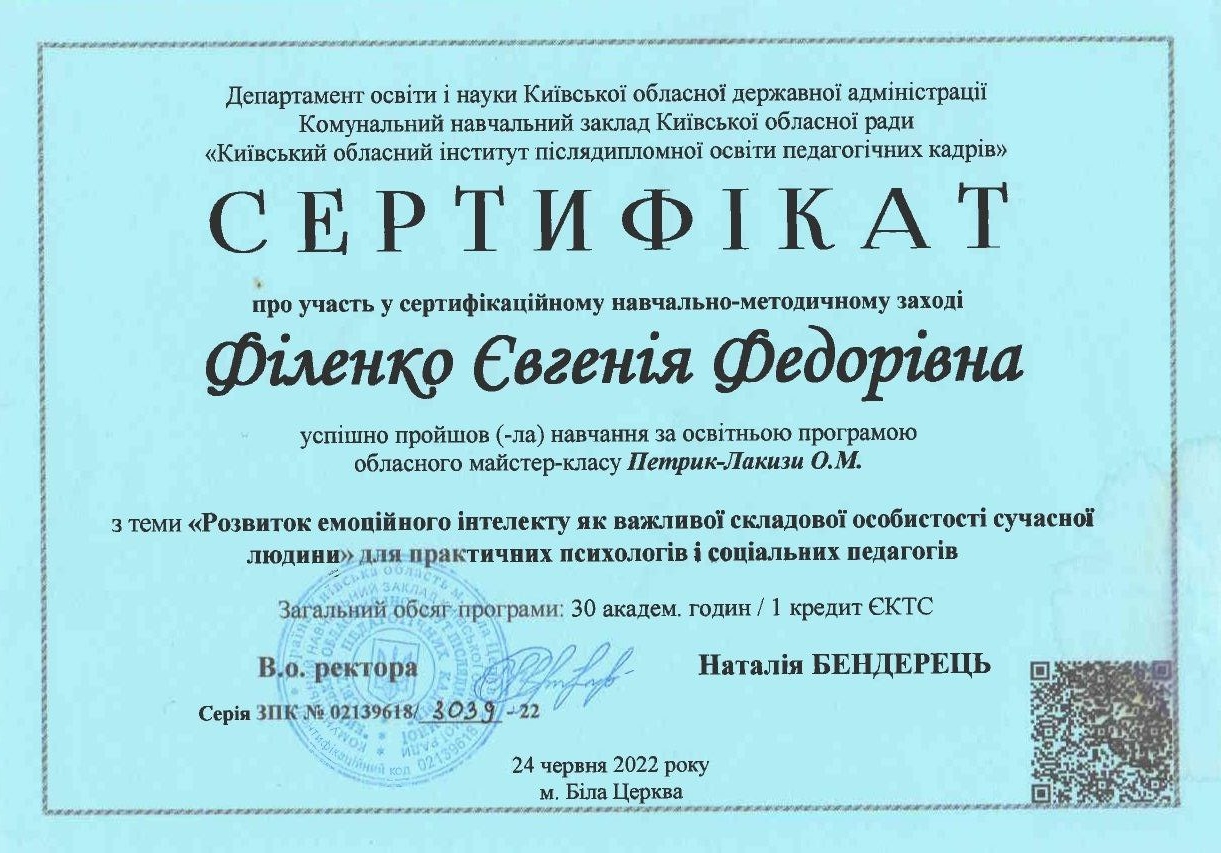 Департамент освіти і науки Київської обласної державної адміністрації
Комунальний навчальний заклад Київської обласної ради
«Київський обласний інститут післядипломної освіти педагогічних кадрів»
СЕРТИФІКАТ
про участь у сертифікаційному навчально-методичному заході
Філенко Євгенія Федорівна
успішно пройшов (-ла) навчання за освітньою програмою
обласного майстер-класу Петрик-Лакизи О.М.
з теми «Розвиток емоційного інтелекту як важливої складової особистості сучасної
людини» для практичних психологів і соціальних педагогів
Загальний обсяг програми: 30 академ. годин / 1 кредит ЄКТС
В.о. ректора Наталія БЕНДЕРЕЦЬ
Серія ЗПК № 02139618/ 3039 - 22
24 червня 2022 року
м. Біла Церква